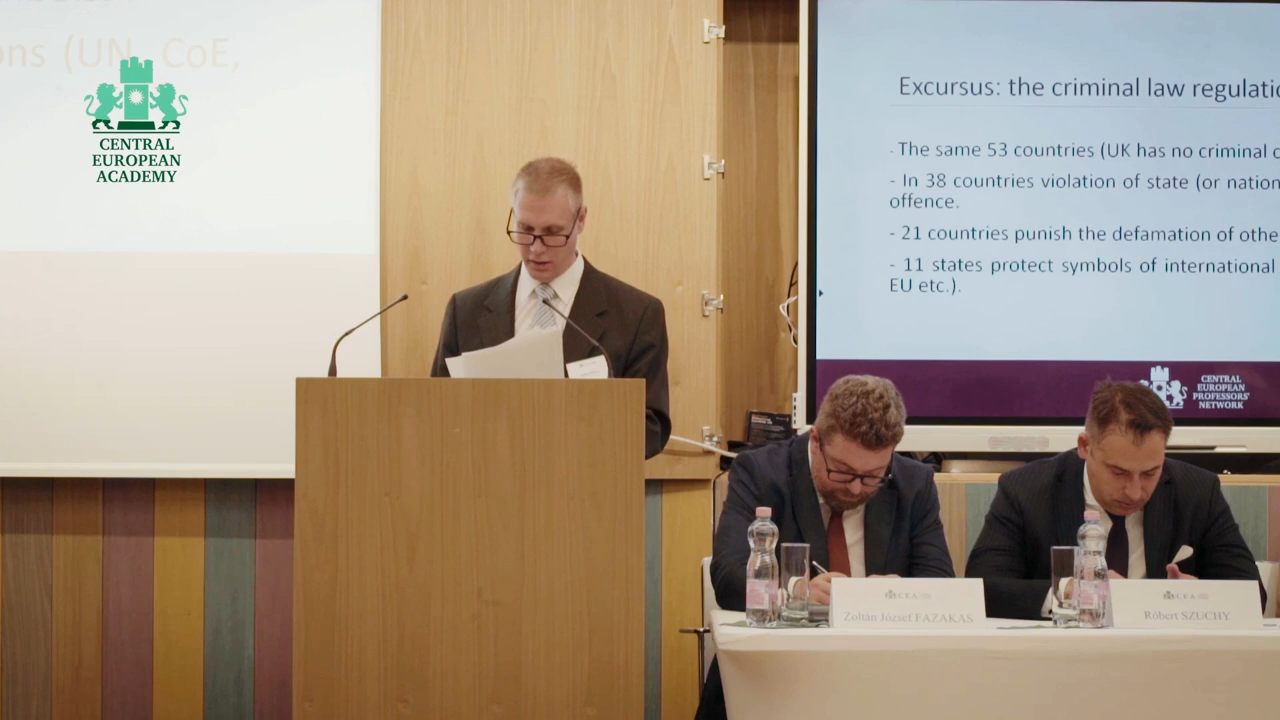 ons (UN, CoE,
CENTRAL
EUROPEAN
ACADEMY
Excursus: the criminal law regulatio
- The same 53 countries (UK has no criminal c
- In 38 countries violation of state (or nation
offence.
- 21 countries punish the defamation of othe
- 11 states protect symbols of international
EU etc.).
CENTRAL
EUROPEAN
PROFESSORS'
NETWORK
CEA
Zoltán József FAZAKAS
CEA
Róbert SZUCHY